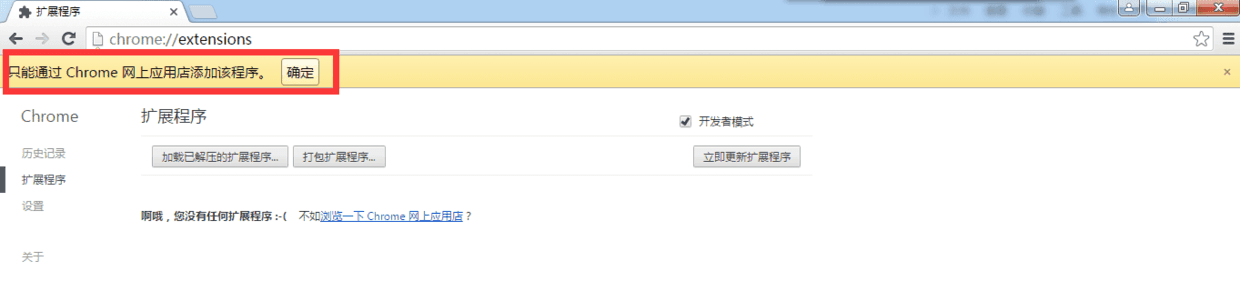 扩展程序
chrome://extensions
只能通过 Chrome 网上应用店添加该程序。 确定
Chrome
扩展程序
开发者模式
历史记录
加载已解压的扩展程序... 打包扩展程序... 立即更新扩展程序
扩展程序
设置
啊哦，您没有任何扩展程序 :-( 不如浏览一下 Chrome 网上应用店？
关于